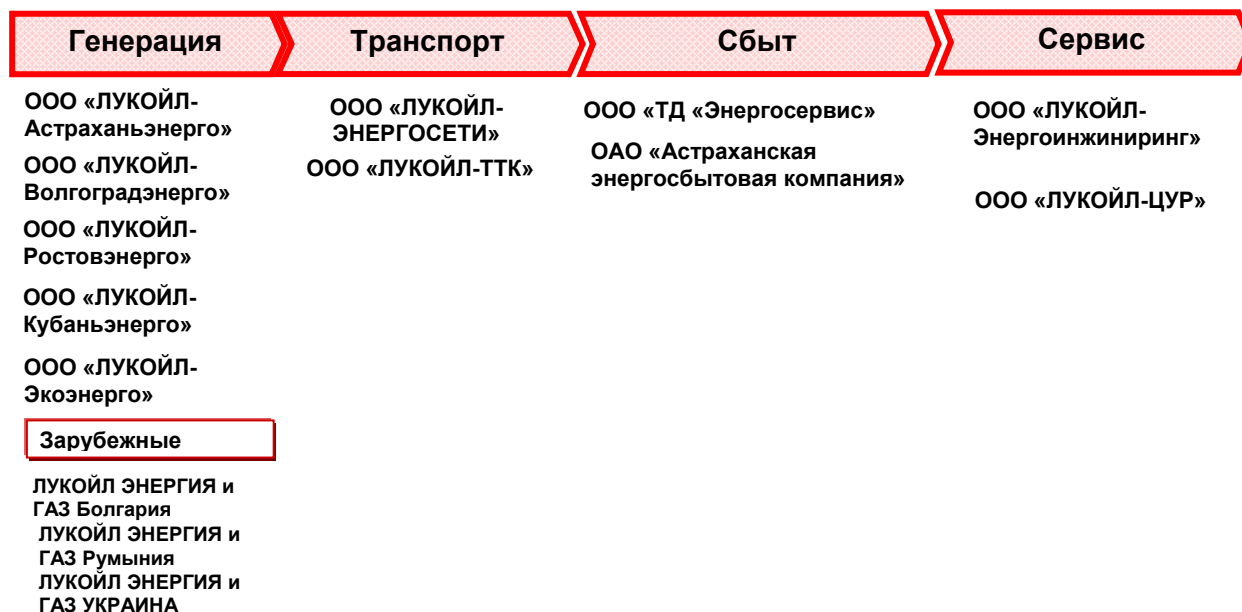 Генерация
Транспорт
Сбыт
Сервис
ООО «ЛУКОЙЛ-
Астраханьэнерго»
ООО «ЛУКОЙЛ-
Волгоградэнерго»
ООО «ЛУКОЙЛ-
Ростовэнерго»
ООО «ЛУКОЙЛ-
Кубаньэнерго»
ООО «ЛУКОЙЛ-
Экоэнерго»
Зарубежные
ЛУКОЙЛ ЭНЕРГИЯ и
ГАЗ Болгария
ЛУКОЙЛ ЭНЕРГИЯ и
ГАЗ Румыния
ЛУКОЙЛ ЭНЕРГИЯ и
ГАЗ УКРАИНА
ООО «ЛУКОЙЛ-
ЭНЕРГОСЕТИ»
ООО «ЛУКОЙЛ-ТТК»
ООО «ТД «Энергосервис»
ОАО «Астраханская
энергосбытовая компания»
ООО «ЛУКОЙЛ-
Энергоинжиниринг»
ООО «ЛУКОЙЛ-ЦУР»